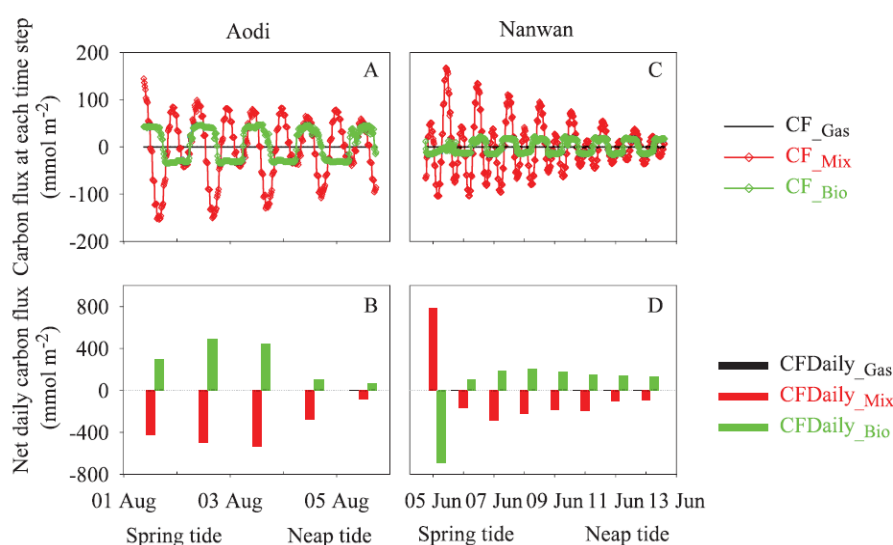 Aodi
Nanwan
Carbon flux at each time step
(mmol m-2)
200
100
0
-100
-200
A
C
CF_Gas
CF_Mix
CF_Bio
Net daily carbon flux
(mmol m-2)
800
400
0
-400
-800
B
D
CFDaily_Gas
CFDaily_Mix
CFDaily_Bio
01 Aug 03 Aug 05 Aug
05 Jun 07 Jun 09 Jun 11 Jun 13 Jun
Spring tide Neap tide
Spring tide Neap tide